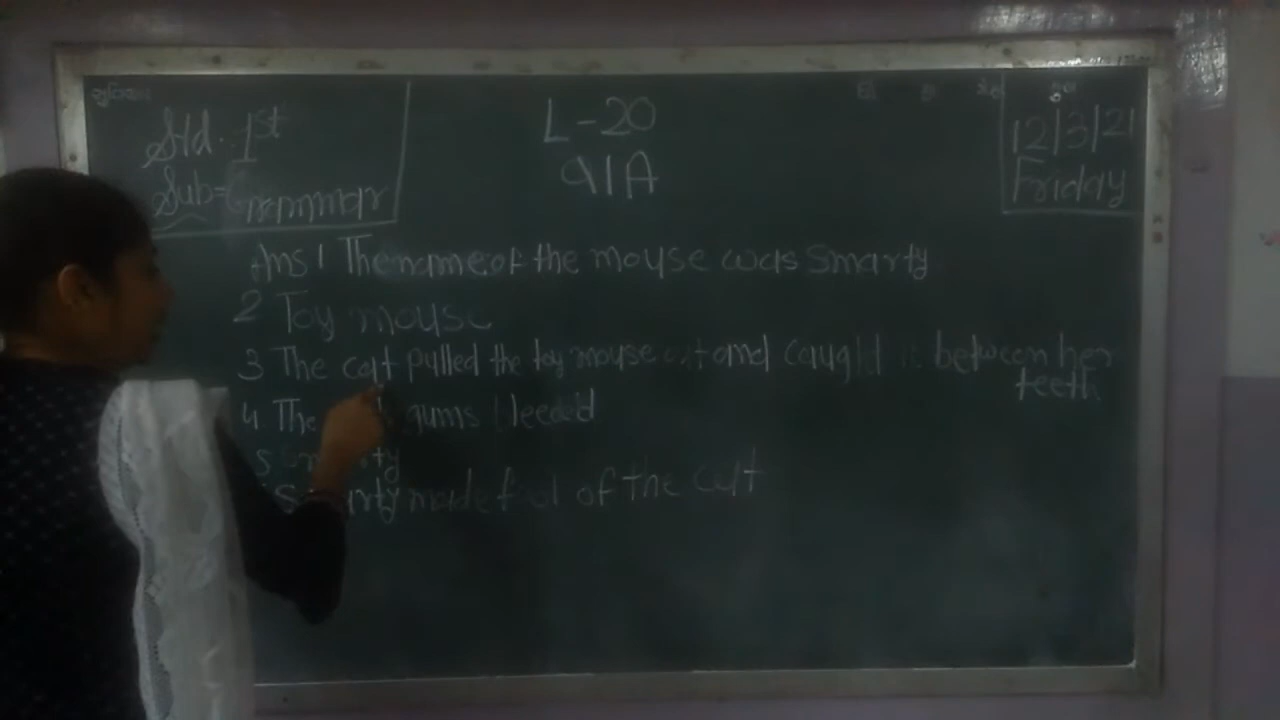 સુવિચાર
Std. 1st
Sub= Grammar
L-20
Q/A
12/3/21
Friday
Ans 1 The name of the mouse was Smarty
2 Toy mouse
3 The cat pulled the toy mouse out and caught it between her
teeth
4 The gums bleeded
5 Smarty
Smarty made fool of the cat